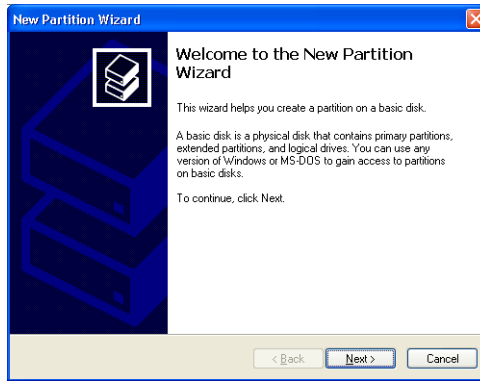 New Partition Wizard
Welcome to the New Partition
Wizard
This wizard helps you create a partition on a basic disk.
A basic disk is a physical disk that contains primary partitions,
extended partitions, and logical drives. You can use any
version of Windows or MS-DOS to gain access to partitions
on basic disks.
To continue, click Next.
< Back Next > Cancel